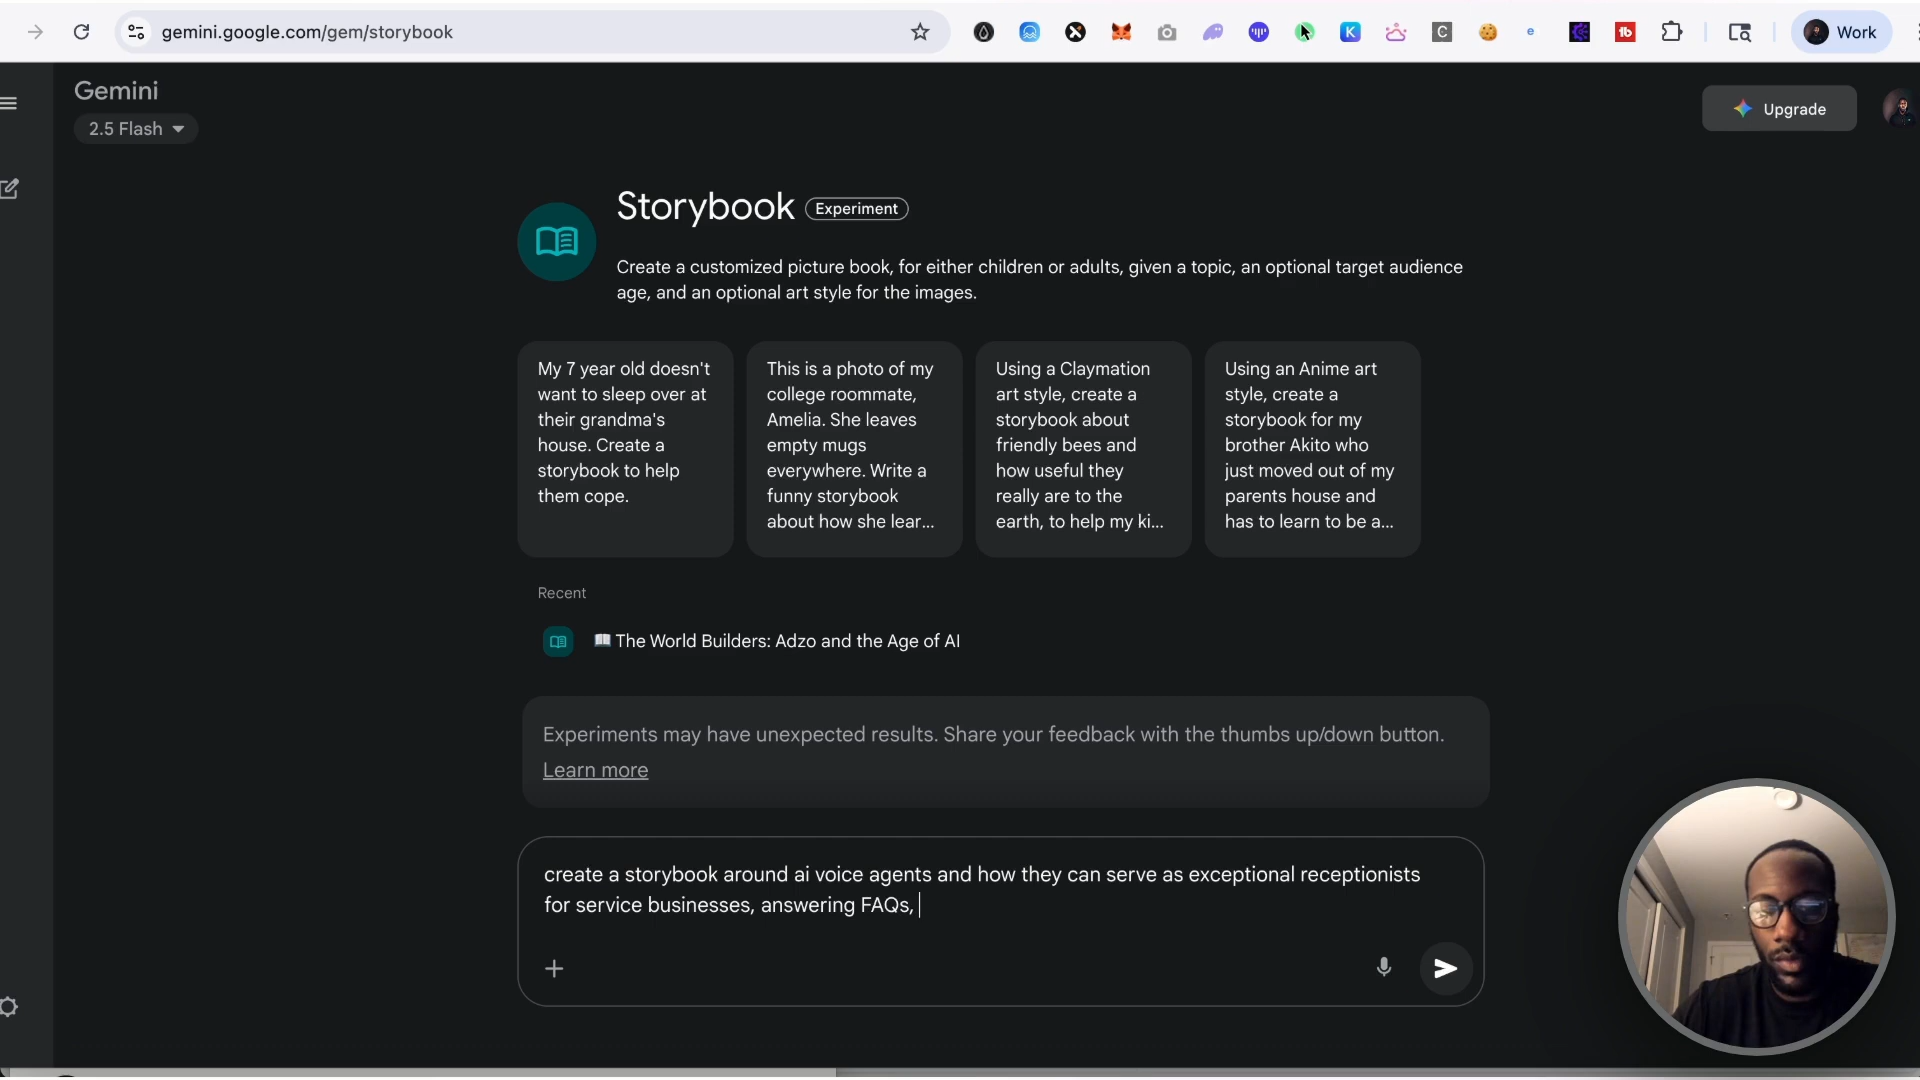 gemini.google.com/gem/storybook
Work
Gemini
2.5 Flash
Upgrade
Storybook
Experiment
Create a customized picture book, for either children or adults, given a topic, an optional target audience
age, and an optional art style for the images.
My 7 year old doesn't
want to sleep over at
their grandma's
house. Create a
storybook to help
them cope.
This is a photo of my
college roommate,
Amelia. She leaves
empty mugs
everywhere. Write a
funny storybook
about how she lear...
Using a Claymation
art style, create a
storybook about
friendly bees and
how useful they
really are to the
earth, to help my ki...
Using an Anime art
style, create a
storybook for my
brother Akito who
just moved out of my
parents house and
has to learn to be a...
Recent
The World Builders: Adzo and the Age of AI
Experiments may have unexpected results. Share your feedback with the thumbs up/down button.
Learn more
create a storybook around ai voice agents and how they can serve as exceptional receptionists
for service businesses, answering FAQs,